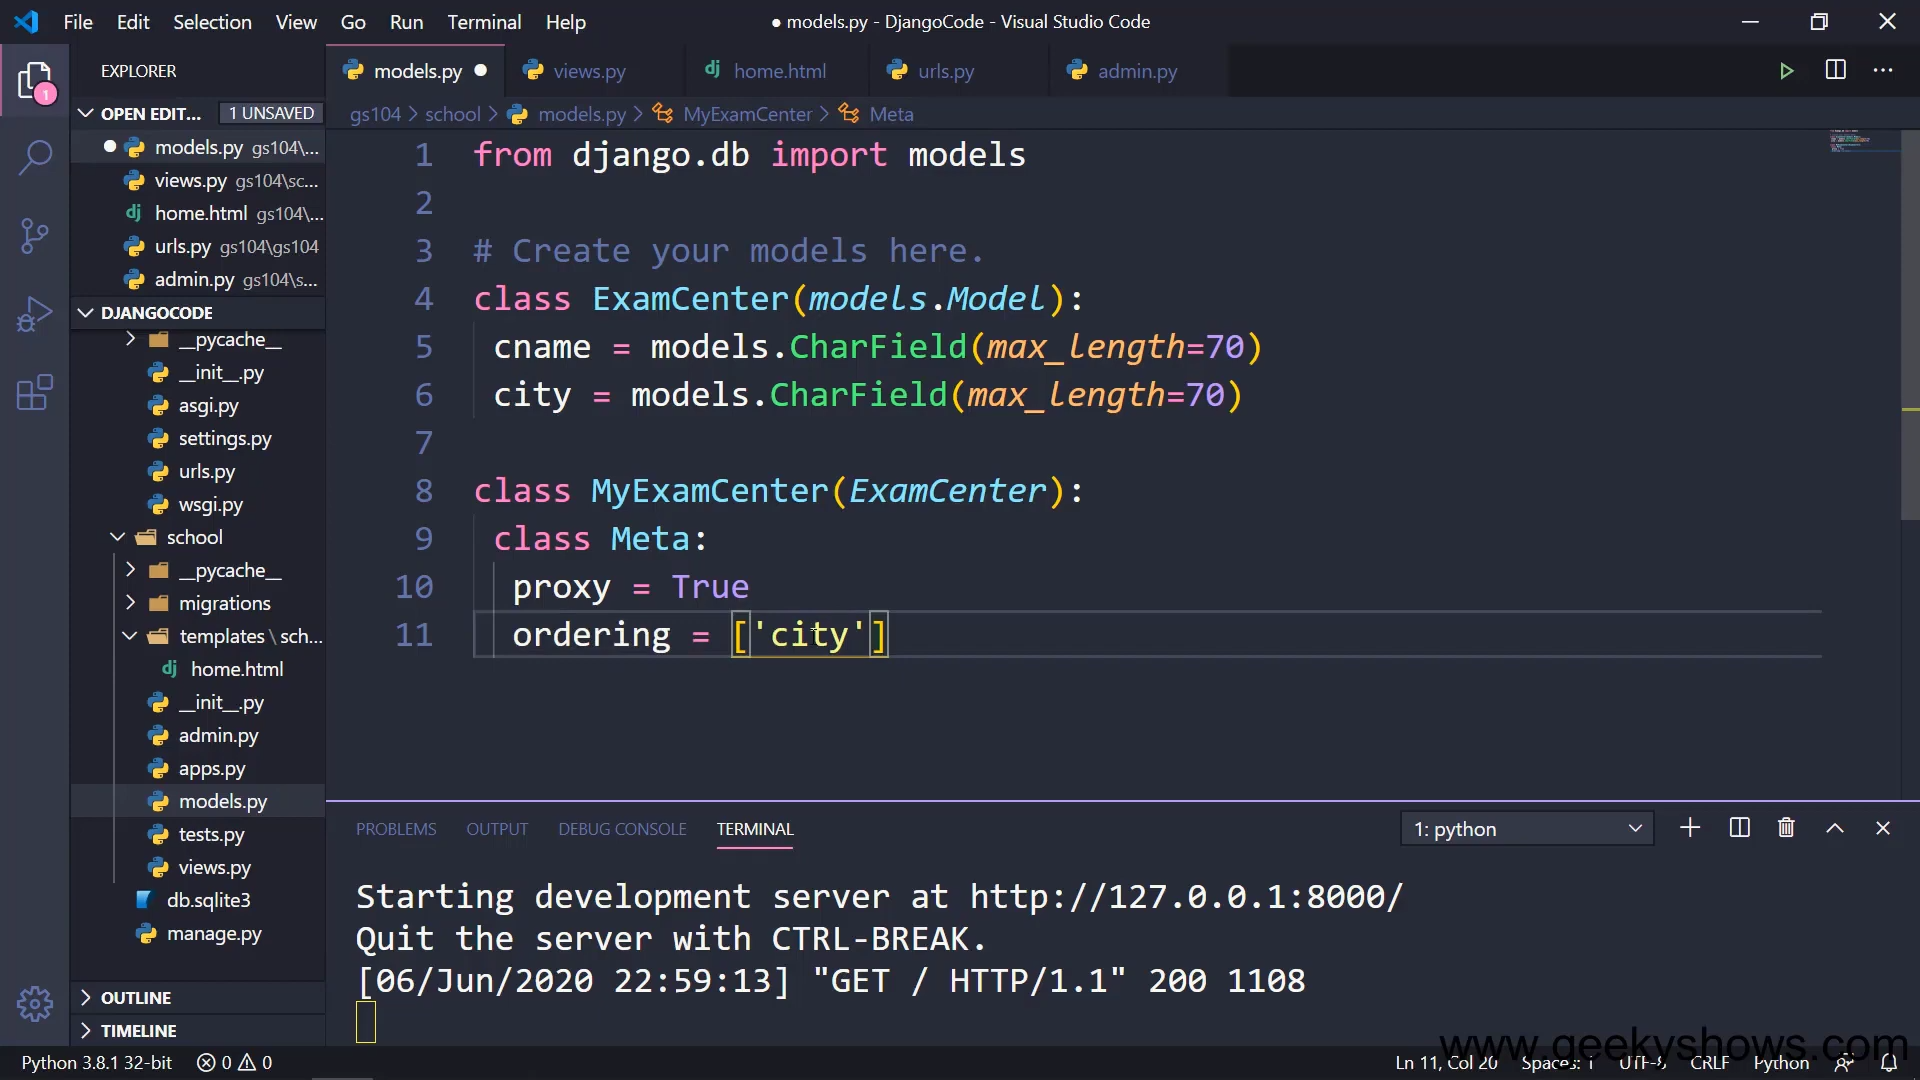 File Edit Selection View Go Run Terminal Help
● models.py - DjangoCode - Visual Studio Code
EXPLORER
1
OPEN EDIT... 1 UNSAVED
models.py gs104\...
views.py gs104\sc...
home.html gs104\...
urls.py gs104\gs104
admin.py gs104\s...
DJANGOCODE
__pycache__
__init__.py
asgi.py
settings.py
urls.py
wsgi.py
school
__pycache__
migrations
templates\sch...
home.html
__init__.py
admin.py
apps.py
models.py
tests.py
views.py
db.sqlite3
manage.py
OUTLINE
TIMELINE
models.py views.py home.html urls.py admin.py
gs104 > school > models.py > MyExamCenter > Meta
1 from django.db import models
2
3 # Create your models here.
4 class ExamCenter(models.Model):
5 cname = models.CharField(max_length=70)
6 city = models.CharField(max_length=70)
7
8 class MyExamCenter(ExamCenter):
9 class Meta:
10 proxy = True
11 ordering = ['city']
PROBLEMS OUTPUT DEBUG CONSOLE TERMINAL 1: python
Starting development server at http://127.0.0.1:8000/
Quit the server with CTRL-BREAK.
[06/Jun/2020 22:59:13] "GET / HTTP/1.1" 200 1108
www.geekyshows.com
Python 3.8.1 32-bit 0 0 Ln 11, Col 20 Spaces: 1 UTF-8 CRLF Python